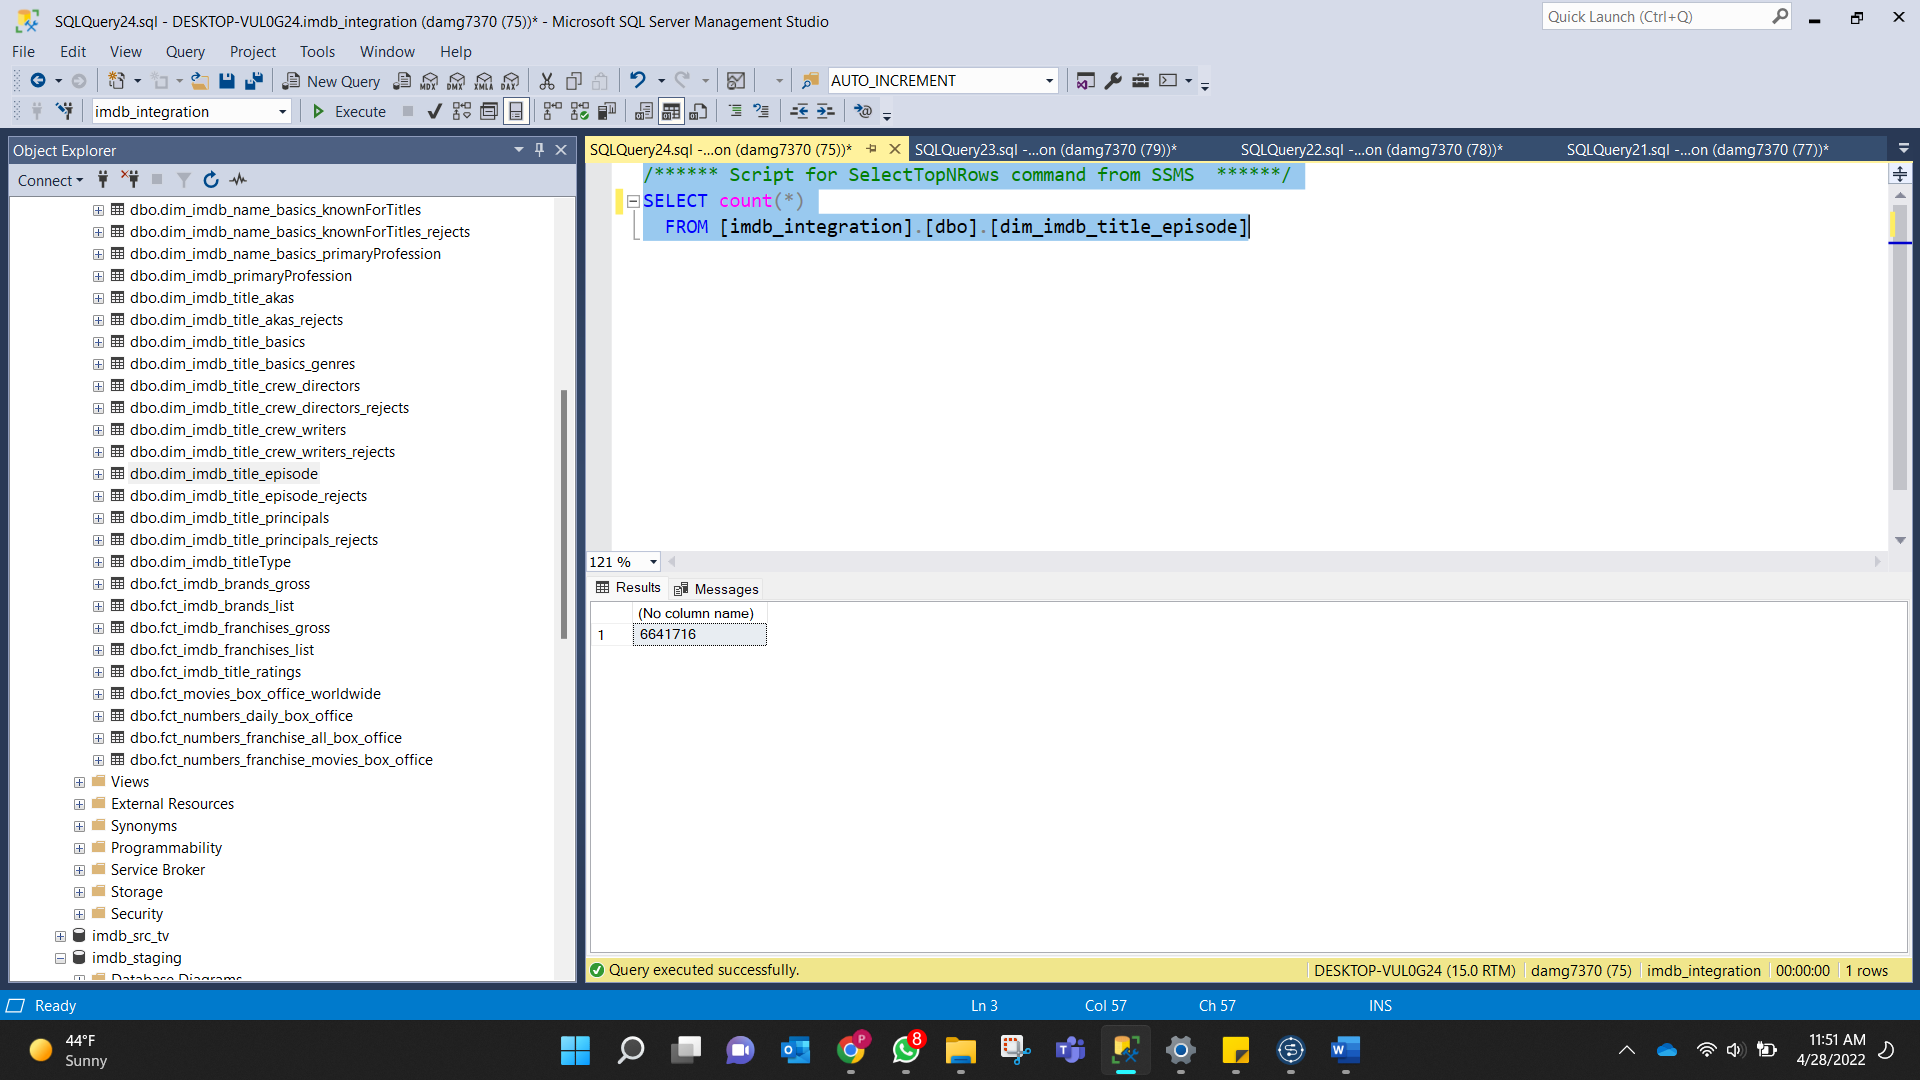 SQLQuery24.sql - DESKTOP-VUL0G24.imdb_integration (damg7370 (75))* - Microsoft SQL Server Management Studio
Quick Launch (Ctrl+Q)
File Edit View Query Project Tools Window Help
New Query MDX DMX XMLA DAX AUTO_INCREMENT
imdb_integration Execute
Object Explorer
SQLQuery24.sql -...on (damg7370 (75))* SQLQuery23.sql -...on (damg7370 (79))* SQLQuery22.sql -...on (damg7370 (78))* SQLQuery21.sql -...on (damg7370 (77))*
Connect
dbo.dim_imdb_name_basics_knownForTitles
dbo.dim_imdb_name_basics_knownForTitles_rejects
dbo.dim_imdb_name_basics_primaryProfession
dbo.dim_imdb_primaryProfession
dbo.dim_imdb_title_akas
dbo.dim_imdb_title_akas_rejects
dbo.dim_imdb_title_basics
dbo.dim_imdb_title_basics_genres
dbo.dim_imdb_title_crew_directors
dbo.dim_imdb_title_crew_directors_rejects
dbo.dim_imdb_title_crew_writers
dbo.dim_imdb_title_crew_writers_rejects
dbo.dim_imdb_title_episode
dbo.dim_imdb_title_episode_rejects
dbo.dim_imdb_title_principals
dbo.dim_imdb_title_principals_rejects
dbo.dim_imdb_titleType
dbo.fct_imdb_brands_gross
dbo.fct_imdb_brands_list
dbo.fct_imdb_franchises_gross
dbo.fct_imdb_franchises_list
dbo.fct_imdb_title_ratings
dbo.fct_movies_box_office_worldwide
dbo.fct_numbers_daily_box_office
dbo.fct_numbers_franchise_all_box_office
dbo.fct_numbers_franchise_movies_box_office
Views
External Resources
Synonyms
Programmability
Service Broker
Storage
Security
imdb_src_tv
imdb_staging
Database Diagrams
/****** Script for SelectTopNRows command from SSMS ******/
SELECT count(*)
FROM [imdb_integration].[dbo].[dim_imdb_title_episode]
121 %
Results Messages
(No column name)
1 6641716
Query executed successfully. DESKTOP-VUL0G24 (15.0 RTM) damg7370 (75) imdb_integration 00:00:00 1 rows
Ready Ln 3 Col 57 Ch 57 INS
44°F
Sunny
P
8
11:51 AM
4/28/2022